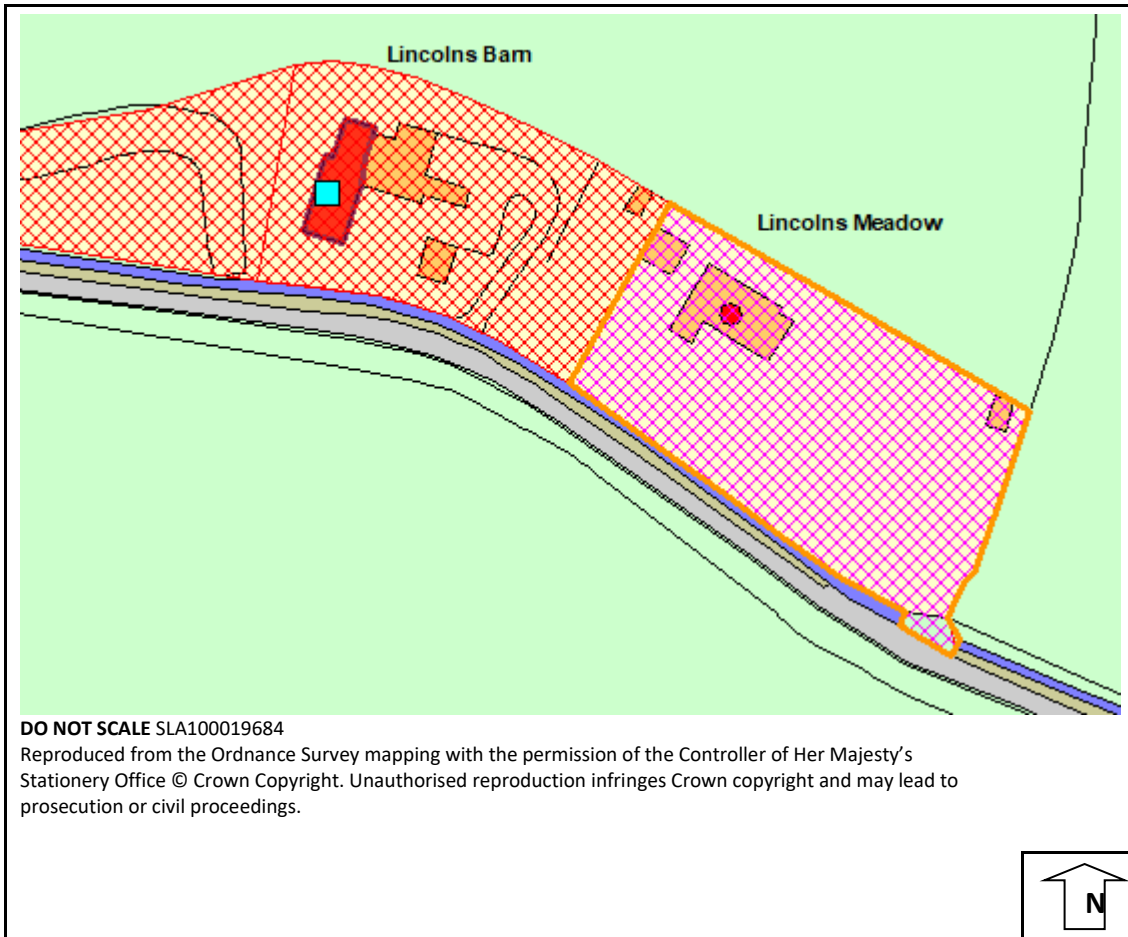 Lincolns Barn
Lincolns Meadow
DO NOT SCALE SLA100019684
Reproduced from the Ordnance Survey mapping with the permission of the Controller of Her Majesty’s
Stationery Office © Crown Copyright. Unauthorised reproduction infringes Crown copyright and may lead to
prosecution or civil proceedings.
N